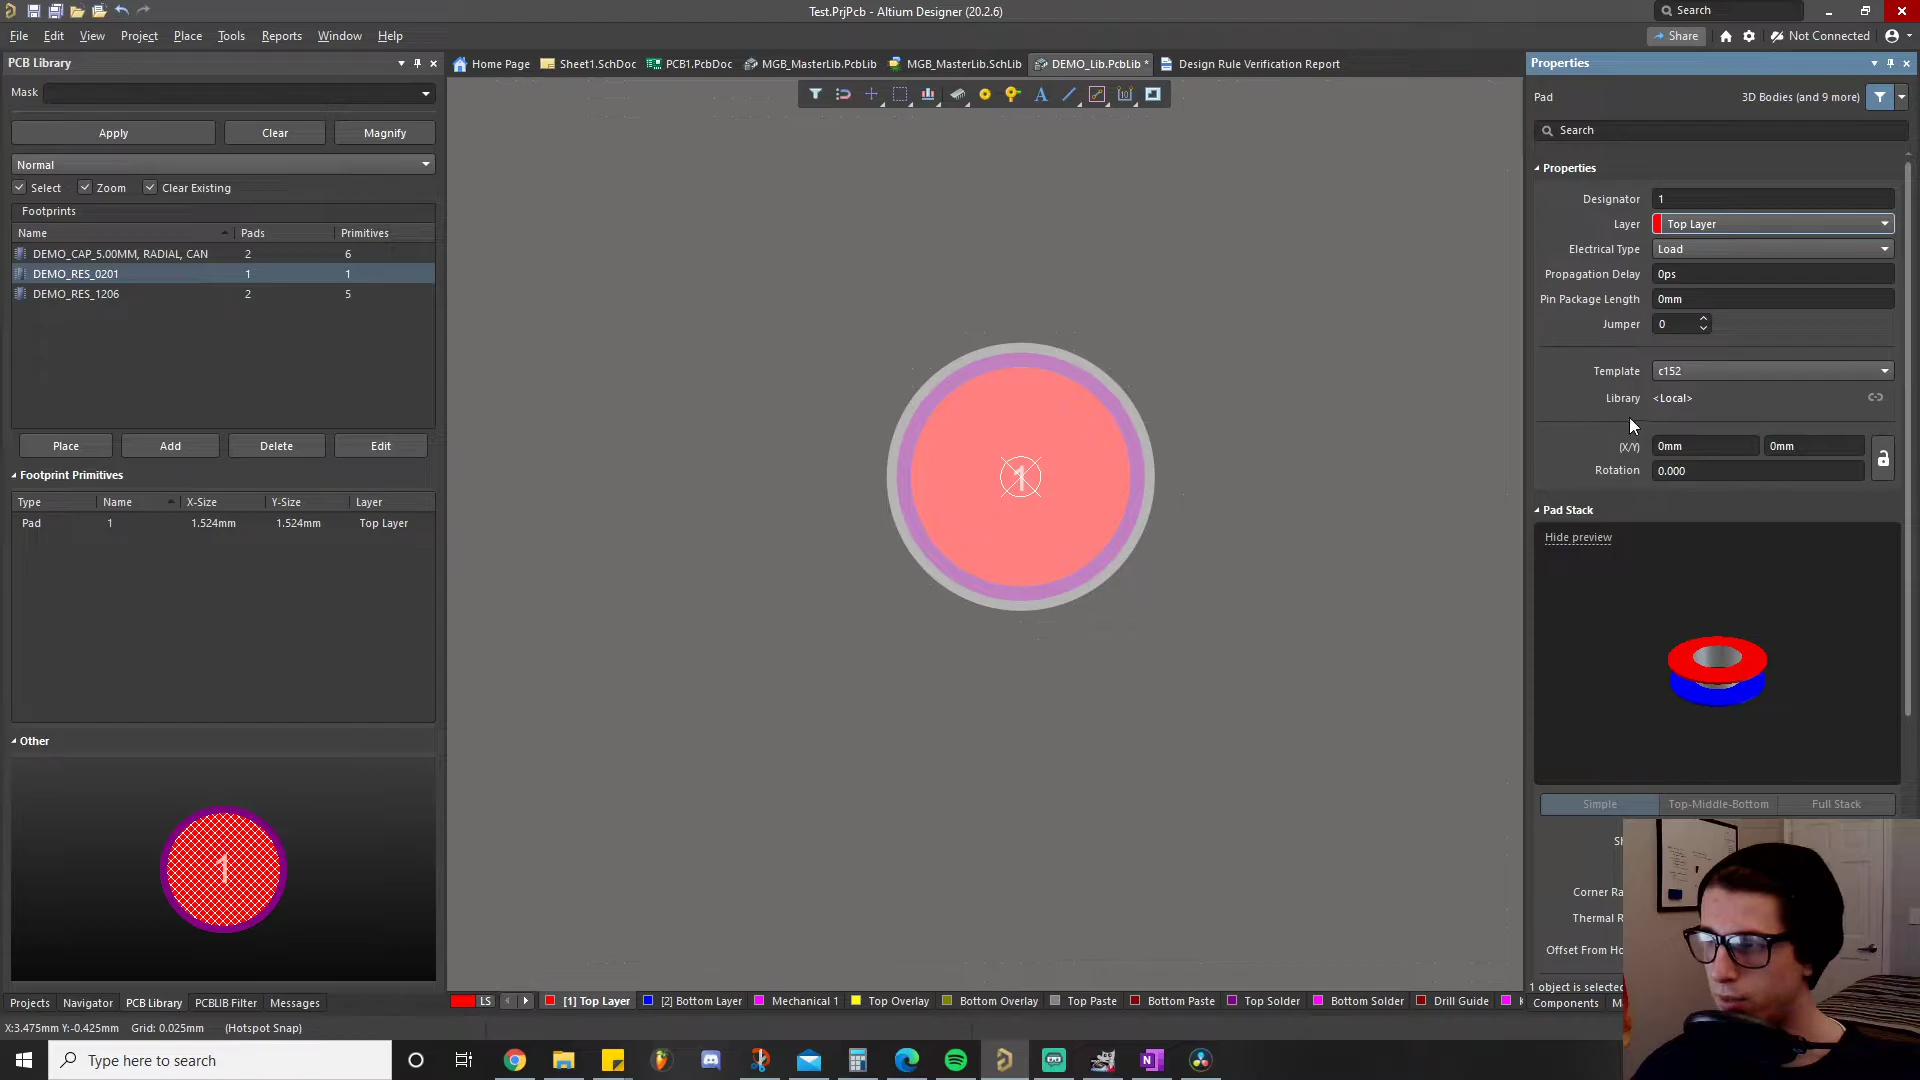 Test.PrjPcb - Altium Designer (20.2.6)
Search
File Edit View Project Place Tools Reports Window Help
Share
Not Connected
PCB Library
Home Page
Sheet1.SchDoc
PCB1.PcbDoc
MGB_MasterLib.PcbLib
MGB_MasterLib.SchLib
DEMO_Lib.PcbLib *
Design Rule Verification Report
Properties
Mask
Apply Clear Magnify
Normal
Select Zoom Clear Existing
Footprints
Name Pads Primitives
DEMO_CAP_5.00MM, RADIAL, CAN 2 6
DEMO_RES_0201 1 1
DEMO_RES_1206 2 5
Place Add Delete Edit
Footprint Primitives
Type Name X-Size Y-Size Layer
Pad 1 1.524mm 1.524mm Top Layer
Other
1
1
Pad 3D Bodies (and 9 more)
Search
Properties
Designator 1
Layer Top Layer
Electrical Type Load
Propagation Delay 0ps
Pin Package Length 0mm
Jumper 0
Template c152
Library <Local>
(X/Y) 0mm 0mm
Rotation 0.000
Pad Stack
Hide preview
Simple Top-Middle-Bottom Full Stack
Corner Ra
Thermal R
Offset From Ho
1 object is selected
Components
Projects Navigator PCB Library PCBLIB Filter Messages
LS [1] Top Layer [2] Bottom Layer Mechanical 1 Top Overlay Bottom Overlay Top Paste Bottom Paste Top Solder Bottom Solder Drill Guide
X:3.475mm Y:-0.425mm Grid: 0.025mm (Hotspot Snap)
Type here to search